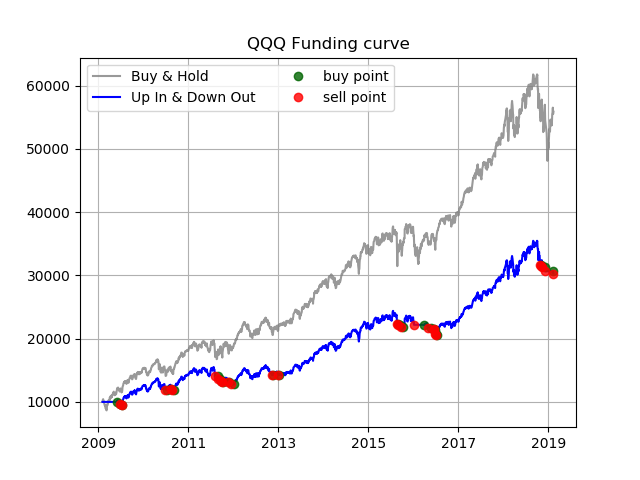 QQQ Funding curve
Buy & Hold
Up In & Down Out
buy point
sell point
60000
50000
40000
30000
20000
10000
2009 2011 2013 2015 2017 2019